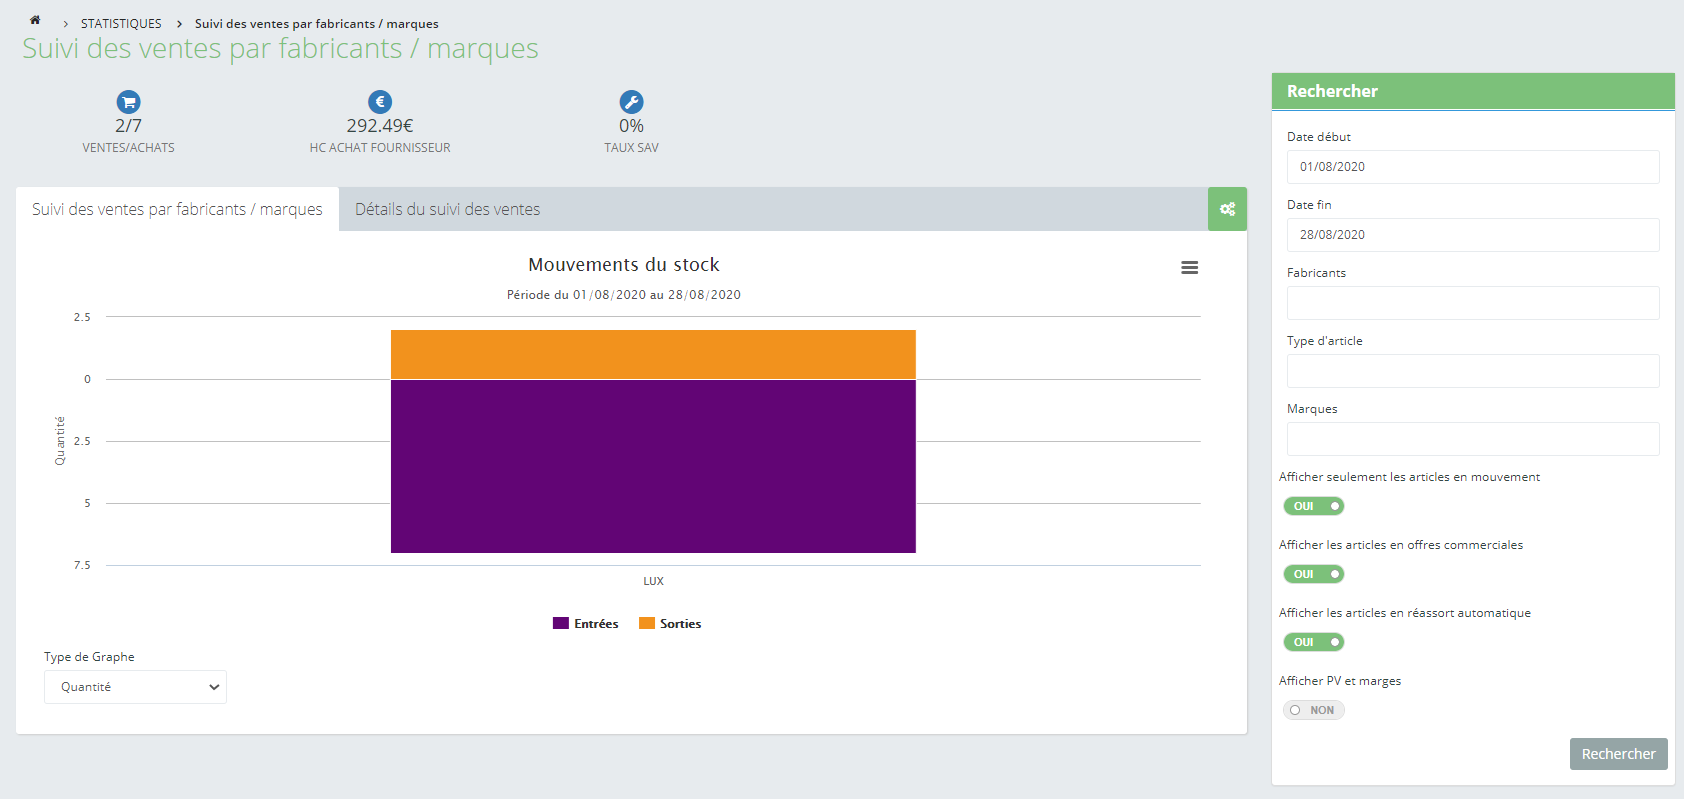 STATISTIQUES > Suivi des ventes par fabricants / marques
Suivi des ventes par fabricants / marques
2/7
VENTES/ACHATS
292.49€
HC ACHAT FOURNISSEUR
0%
TAUX SAV
Suivi des ventes par fabricants / marques
Détails du suivi des ventes
Mouvements du stock
Période du 01/08/2020 au 28/08/2020
Quantité
2.5
0
2.5
5
7.5
LUX
Entrées
Sorties
Type de Graphe
Quantité
Rechercher
Date début
01/08/2020
Date fin
28/08/2020
Fabricants
Type d'article
Marques
Afficher seulement les articles en mouvement
OUI
Afficher les articles en offres commerciales
OUI
Afficher les articles en réassort automatique
OUI
Afficher PV et marges
NON
Rechercher